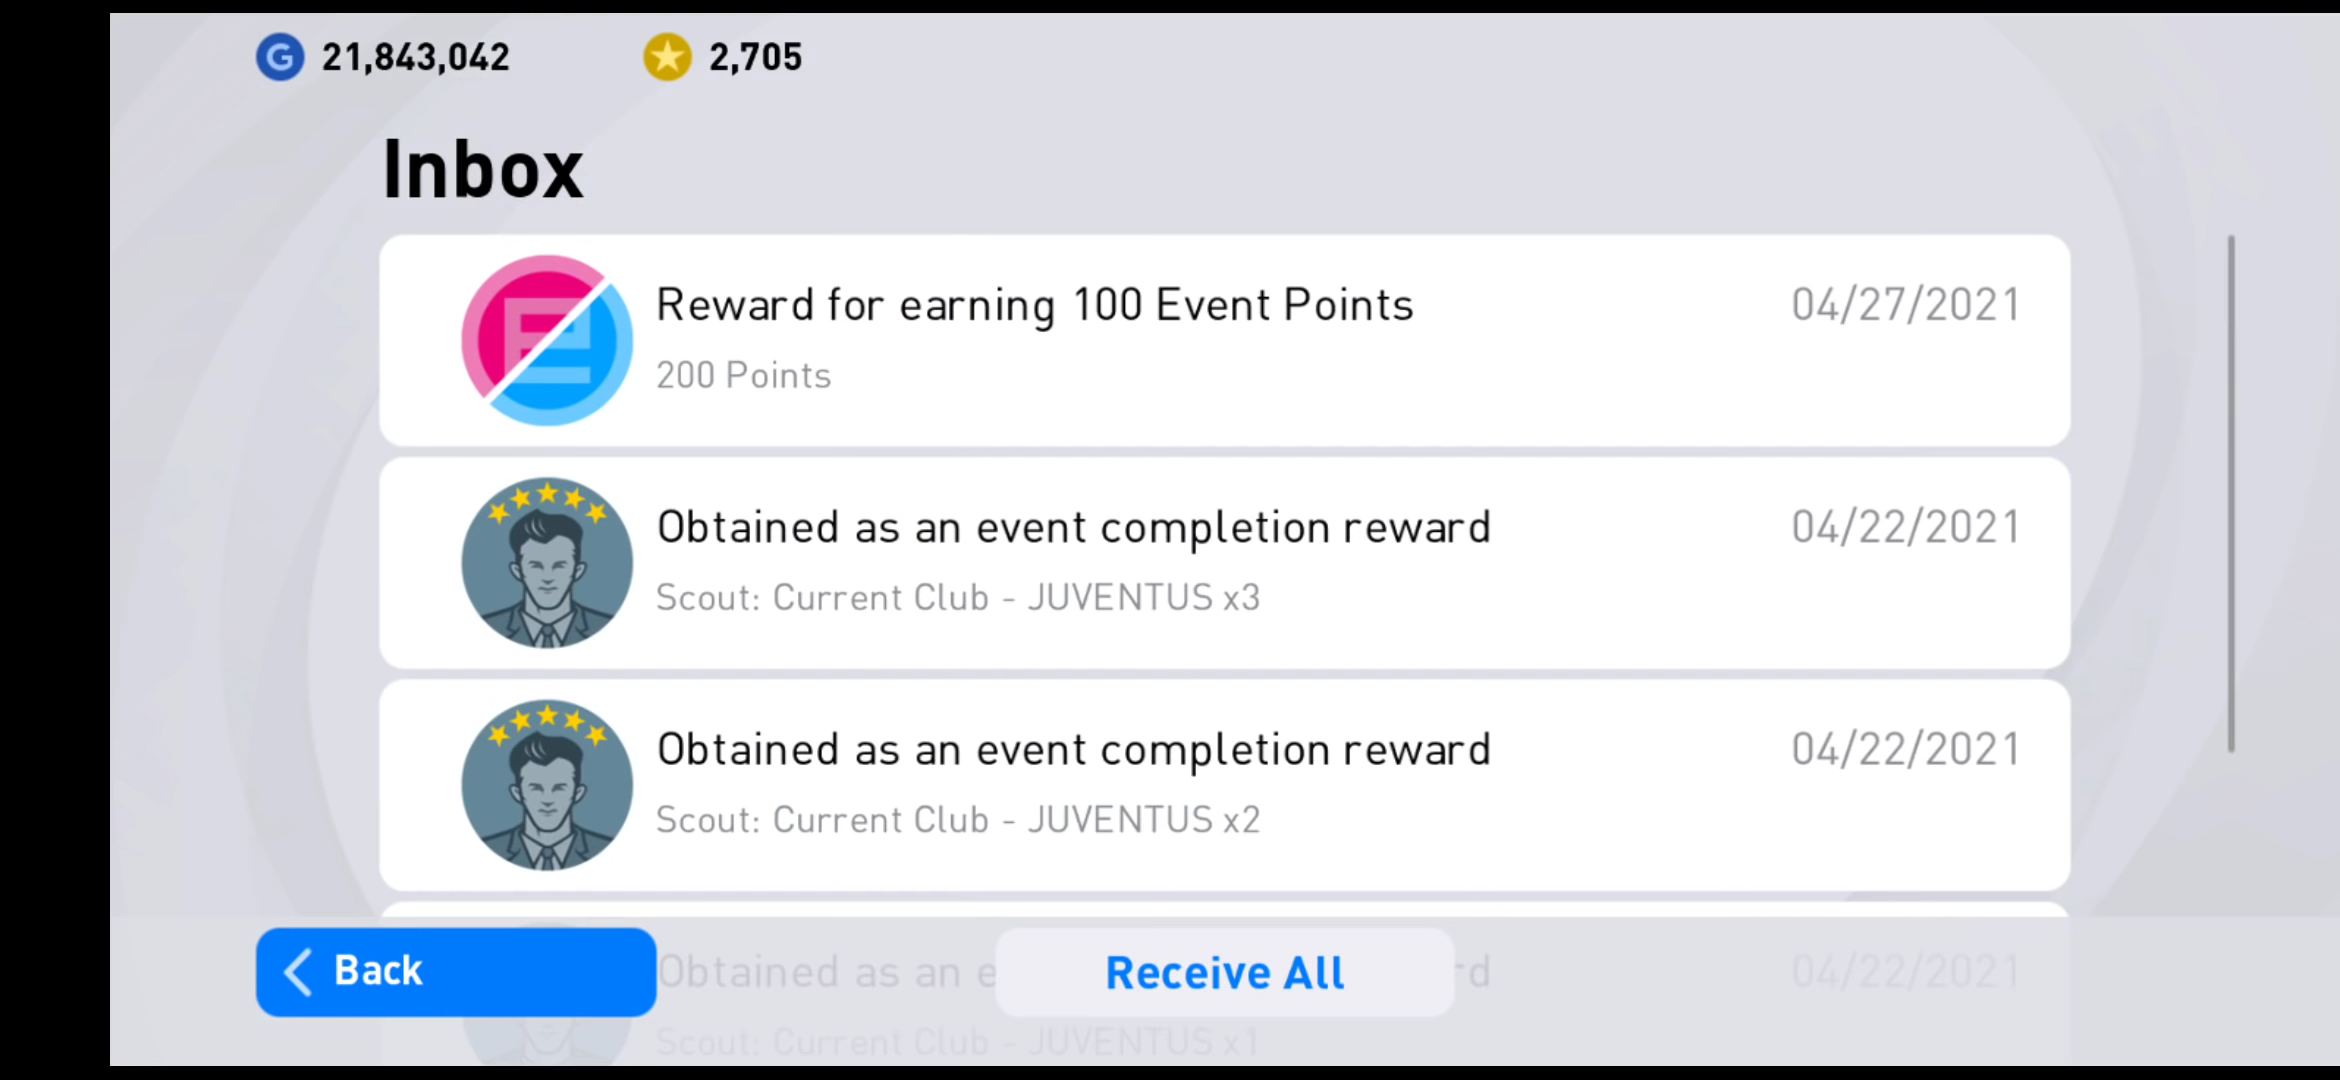 G 21,843,042 2,705
Inbox
Reward for earning 100 Event Points 04/27/2021
200 Points
Obtained as an event completion reward 04/22/2021
Scout: Current Club - JUVENTUS x3
Obtained as an event completion reward 04/22/2021
Scout: Current Club - JUVENTUS x2
Back Obtained as an e Receive All rd 04/22/2021
Scout: Current Club - JUVENTUS x1